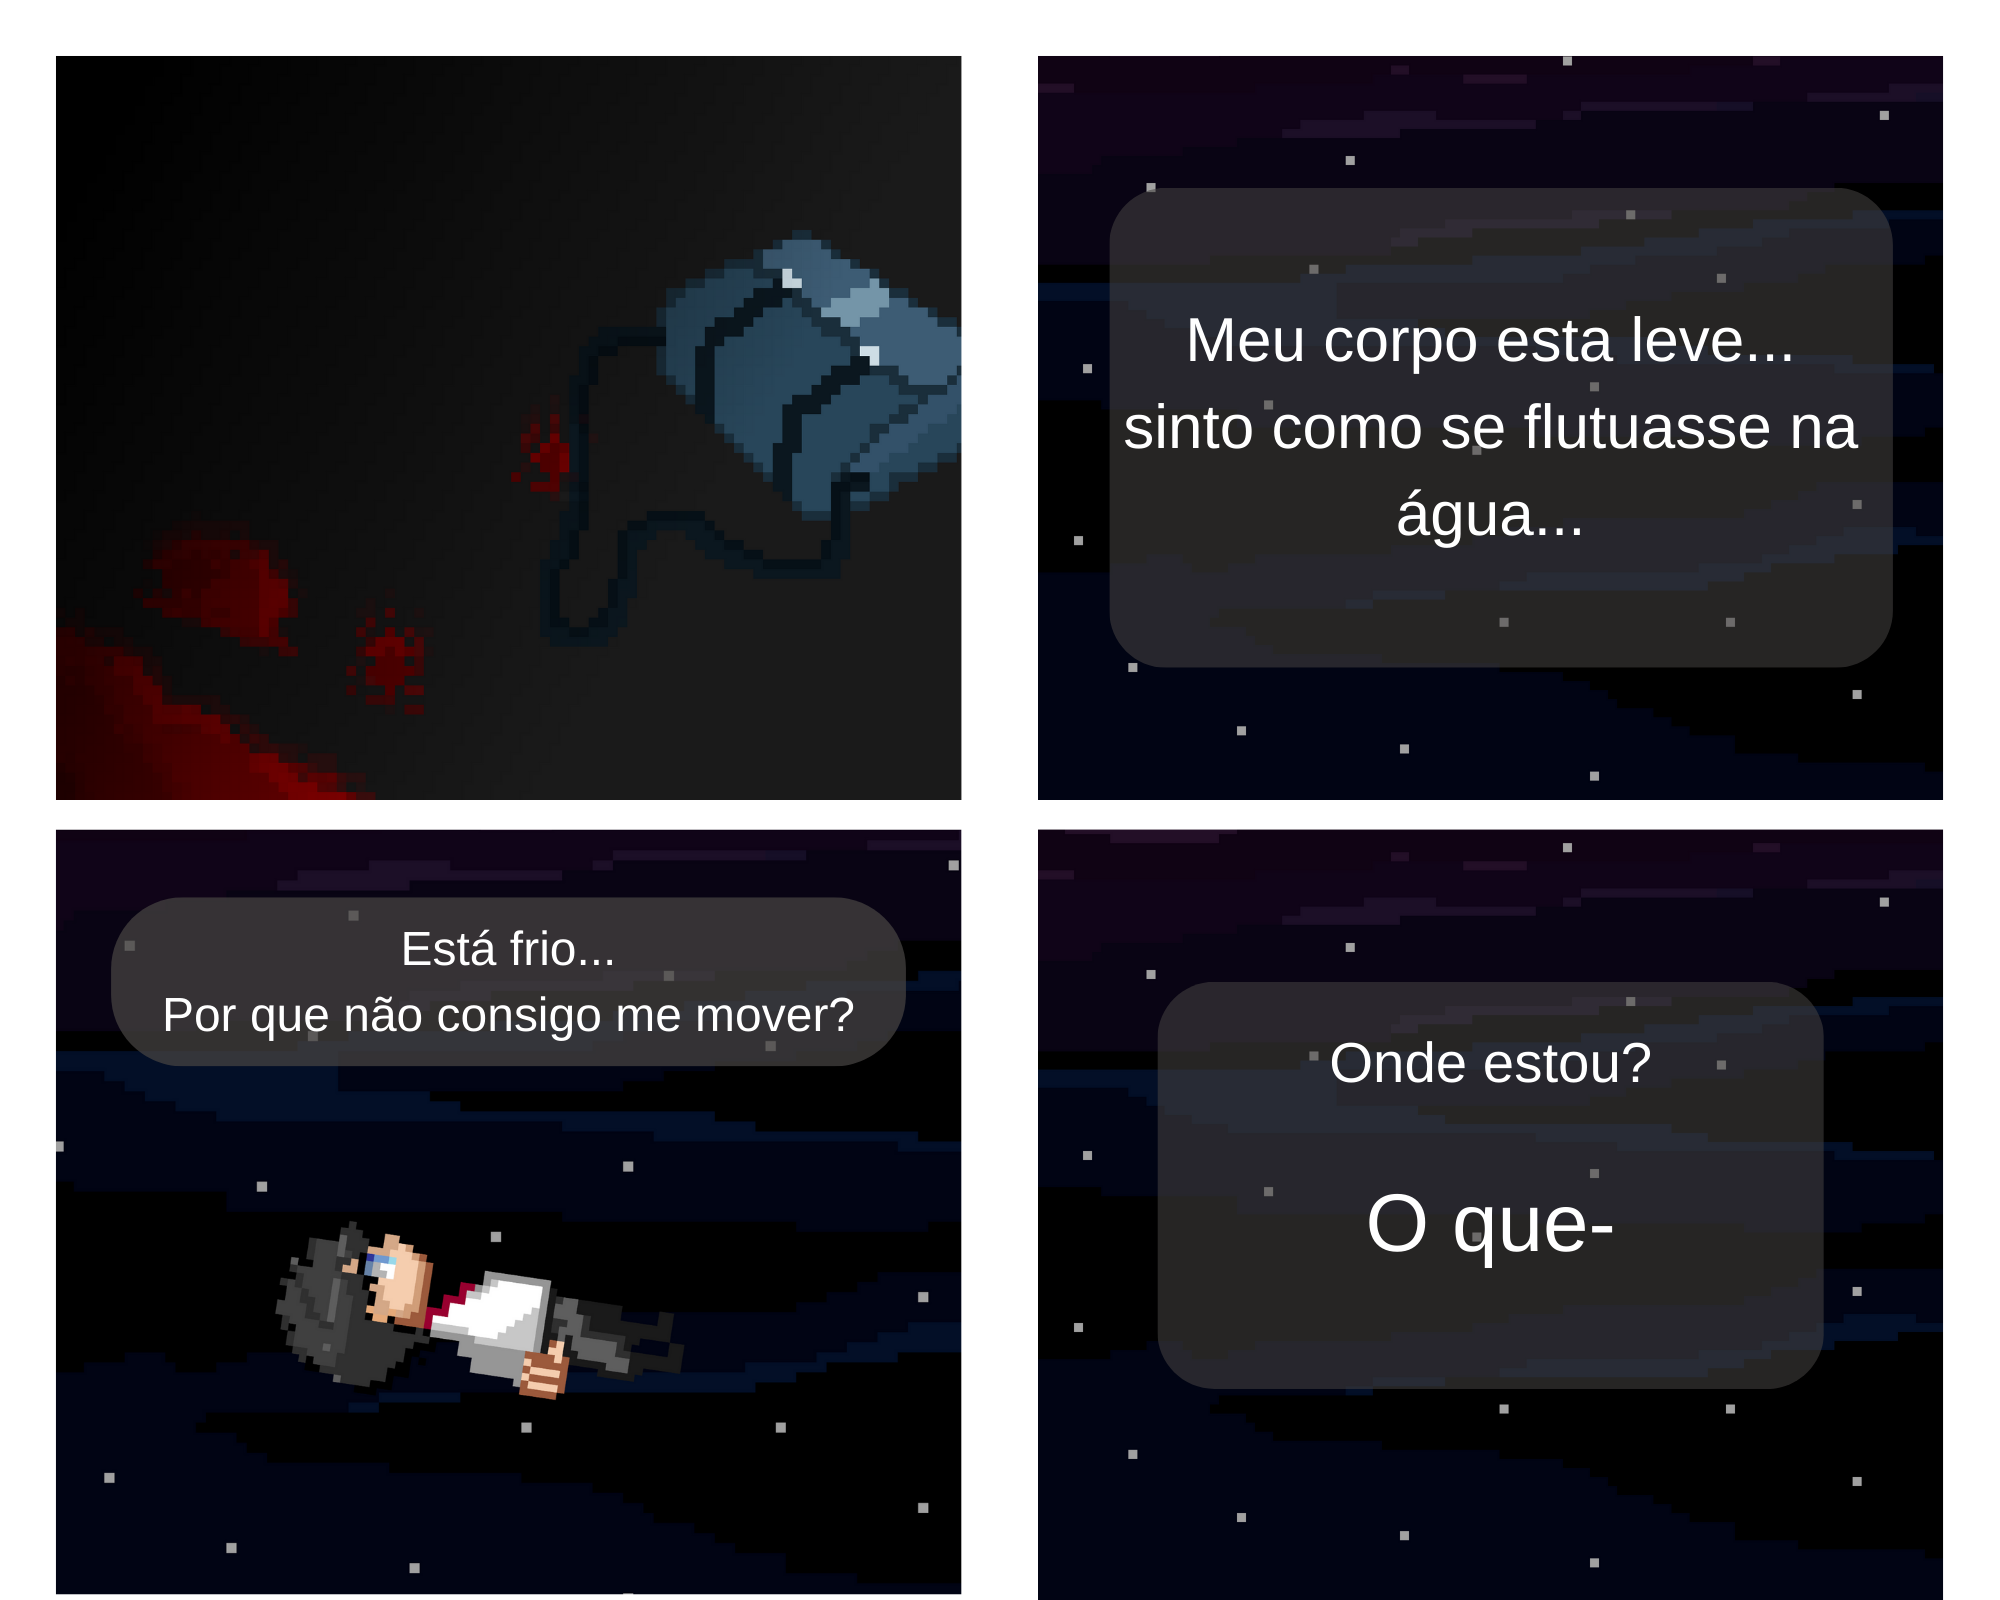 Meu corpo esta leve...
sinto como se flutuasse na
água...
Está frio...
Por que não consigo me mover?
Onde estou?
O que-